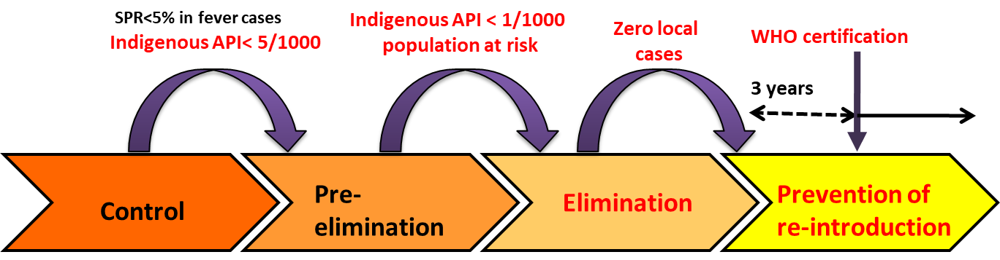 SPR<5% in fever cases
Indigenous API< 5/1000
Indigenous API < 1/1000
population at risk
Zero local
cases
WHO certification
3 years
Control
Pre-
elimination
Elimination
Prevention of
re-introduction